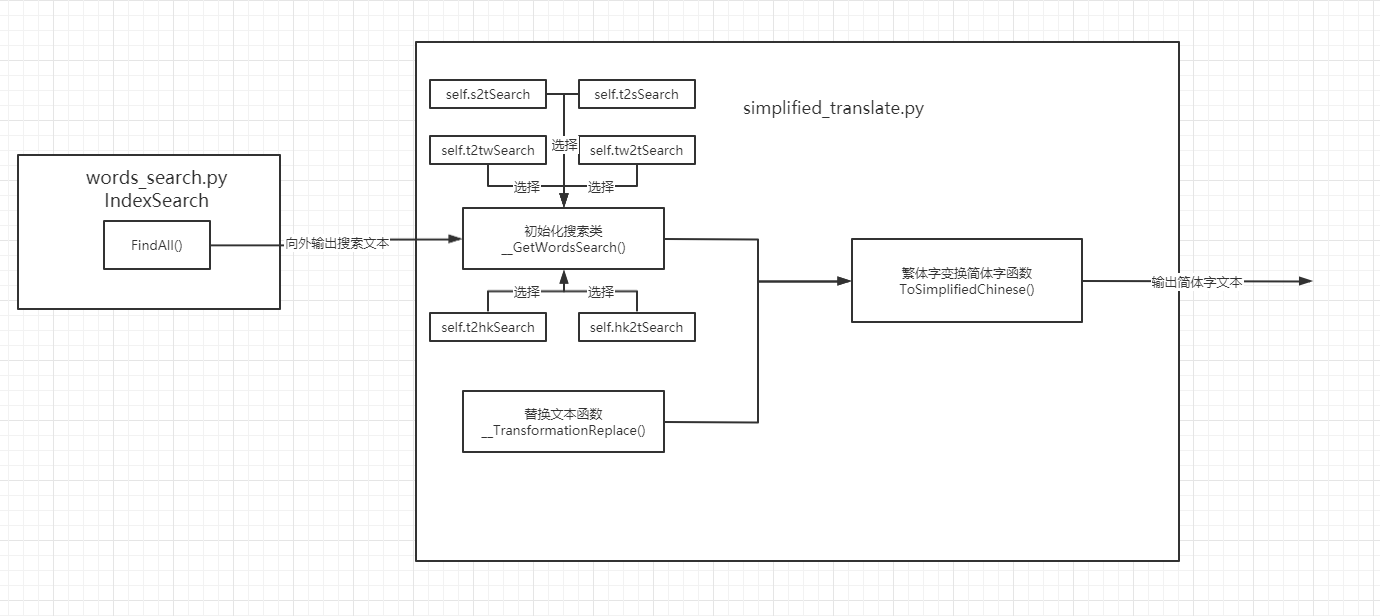 words_search.py
IndexSearch
FindAll()
向外输出搜索文本
simplified_translate.py
self.s2tSearch
self.t2sSearch
选择
self.t2twSearch
self.tw2tSearch
选择
选择
初始化搜索类
__GetWordsSearch()
选择
选择
self.t2hkSearch
self.hk2tSearch
替换文本函数
__TransformationReplace()
繁体字变换简体字函数
ToSimplifiedChinese()
输出简体字文本